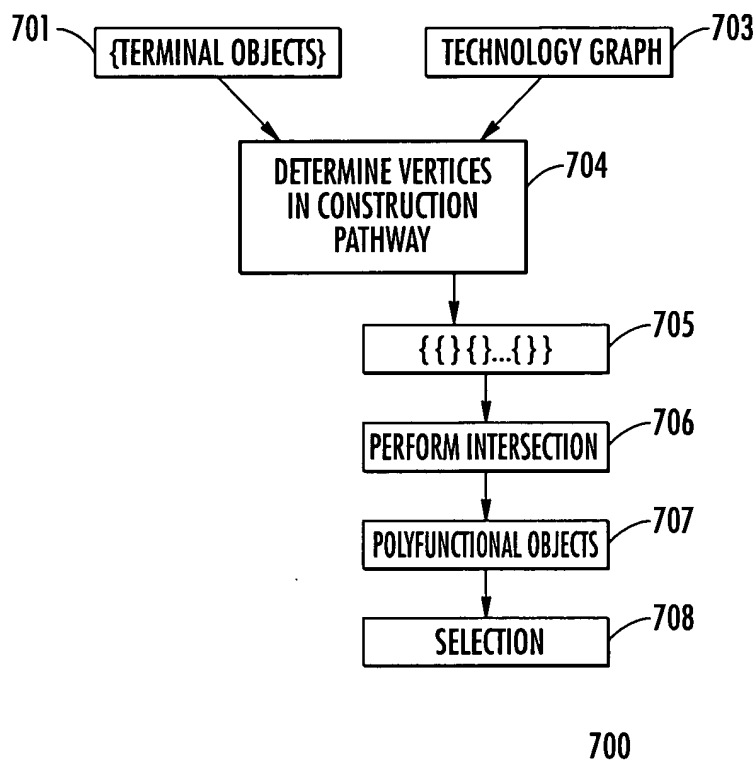 701
{TERMINAL OBJECTS}
TECHNOLOGY GRAPH
703
DETERMINE VERTICES
IN CONSTRUCTION
PATHWAY
704
{ { } { }...{ } }
705
PERFORM INTERSECTION
706
POLYFUNCTIONAL OBJECTS
707
SELECTION
708
700